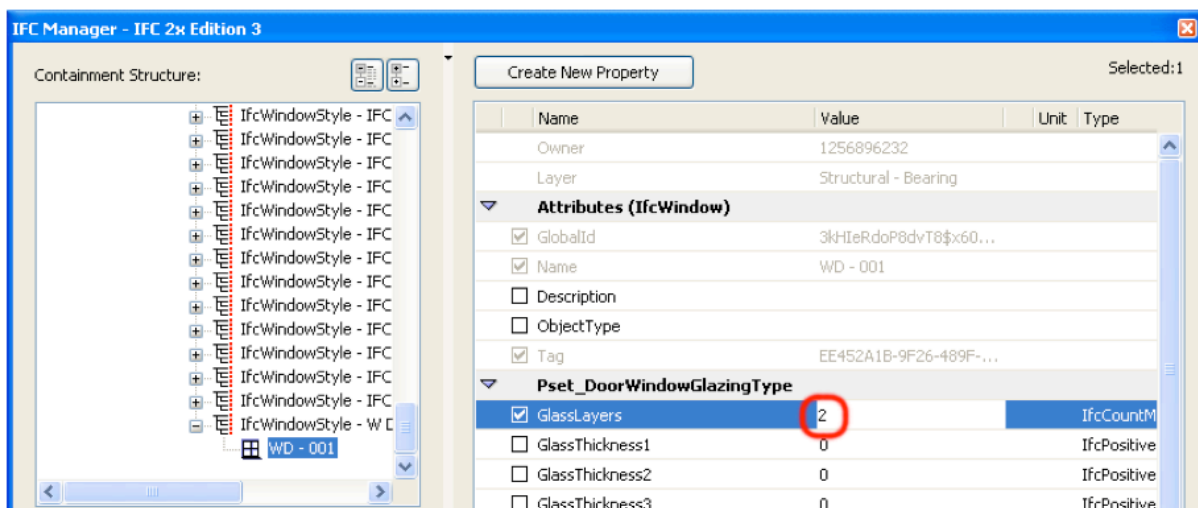 IFC Manager - IFC 2x Edition 3
Containment Structure:
IfcWindowStyle - IFC
IfcWindowStyle - IFC
IfcWindowStyle - IFC
IfcWindowStyle - IFC
IfcWindowStyle - IFC
IfcWindowStyle - IFC
IfcWindowStyle - IFC
IfcWindowStyle - IFC
IfcWindowStyle - IFC
IfcWindowStyle - IFC
IfcWindowStyle - IFC
IfcWindowStyle - IFC
IfcWindowStyle - IFC
IfcWindowStyle - W D
WD - 001
Create New Property
Selected:1
Name Value Unit Type
Owner 1256896232
Layer Structural - Bearing
Attributes (IfcWindow)
GlobalId 3kHIeRdoP8dvT8$x60...
Name WD - 001
Description
ObjectType
Tag EE452A1B-9F26-489F-...
Pset_DoorWindowGlazingType
GlassLayers 2 IfcCountM
GlassThickness1 0 IfcPositive
GlassThickness2 0 IfcPositive
GlassThickness3 0 IfcPositive